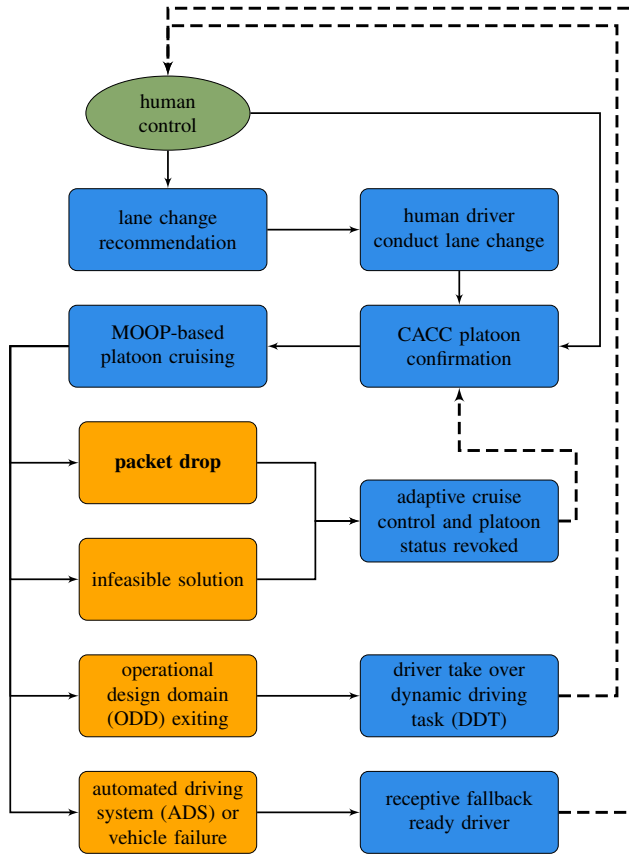 human
control
lane change
recommendation
human driver
conduct lane change
MOOP-based
platoon cruising
CACC platoon
confirmation
packet drop
adaptive cruise
control and platoon
status revoked
infeasible solution
operational
design domain
(ODD) exiting
driver take over
dynamic driving
task (DDT)
automated driving
system (ADS) or
vehicle failure
receptive fallback
ready driver